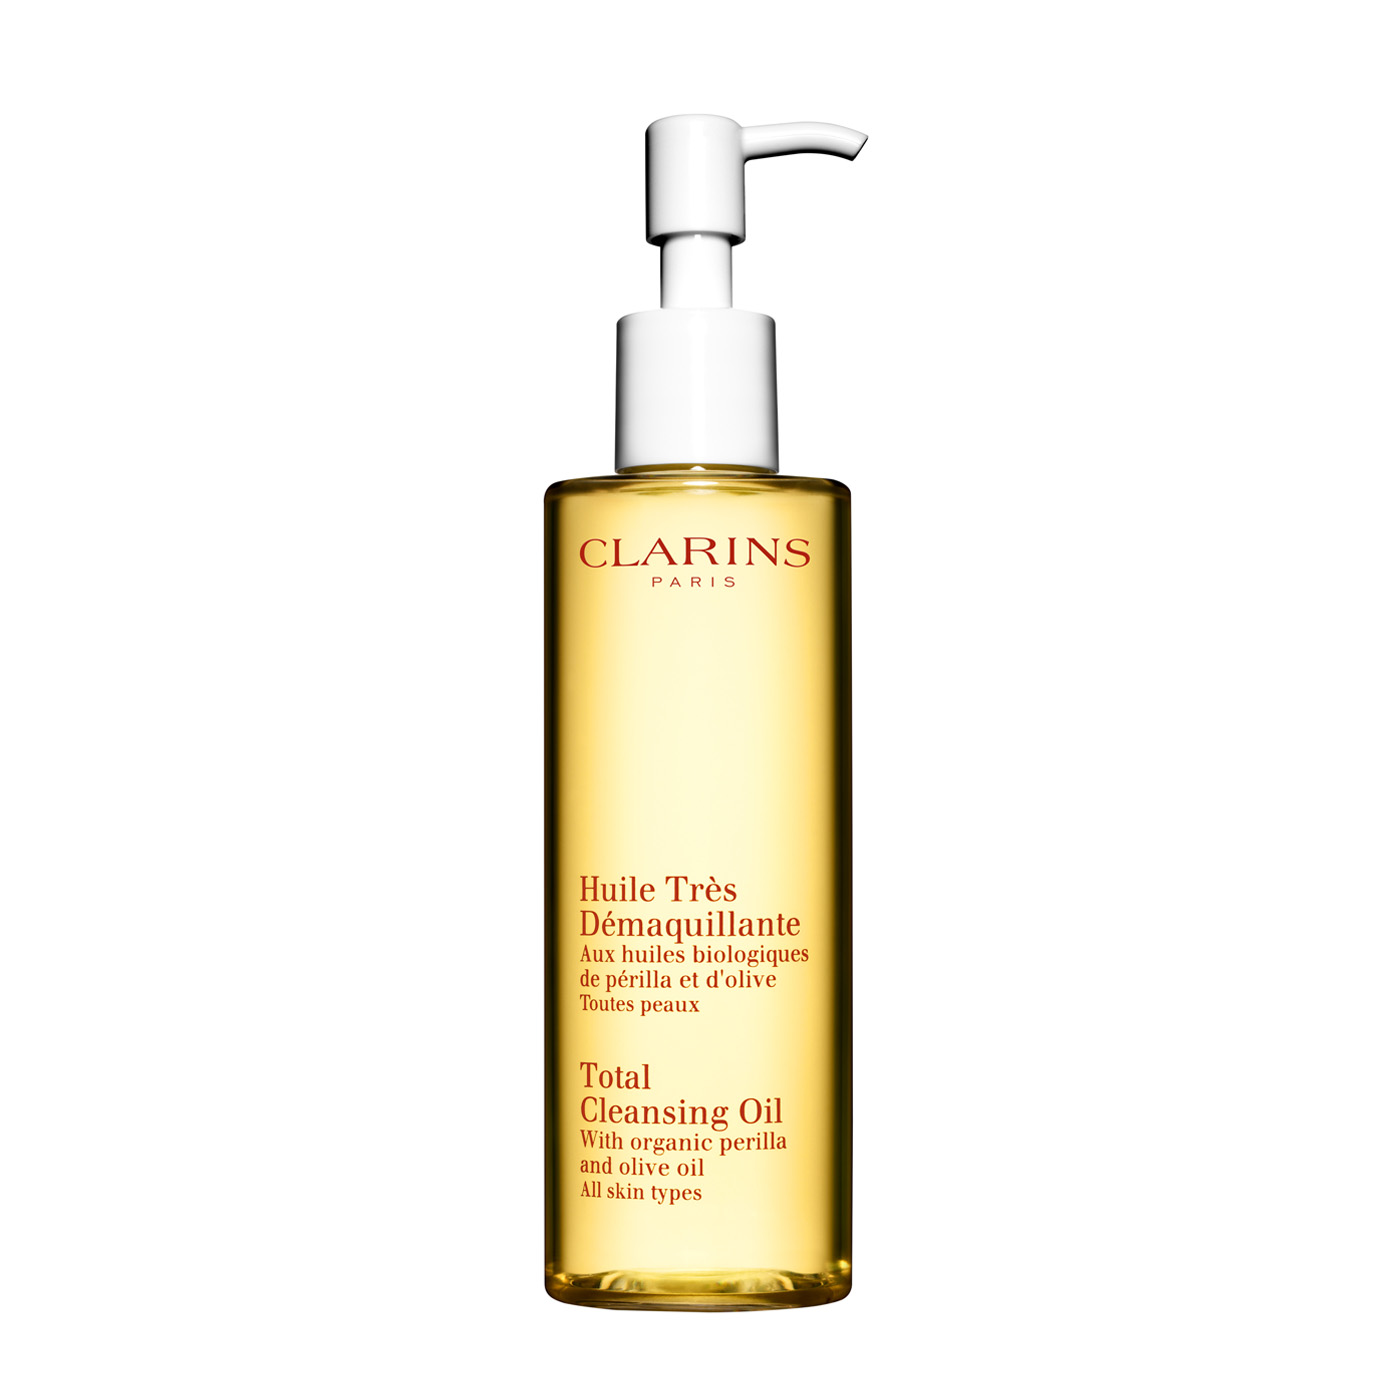 CLARINS
PARIS
Huile Très
Démaquillante
Aux huiles biologiques
de périlla et d'olive
Toutes peaux
Total
Cleansing Oil
With organic perilla
and olive oil
All skin types